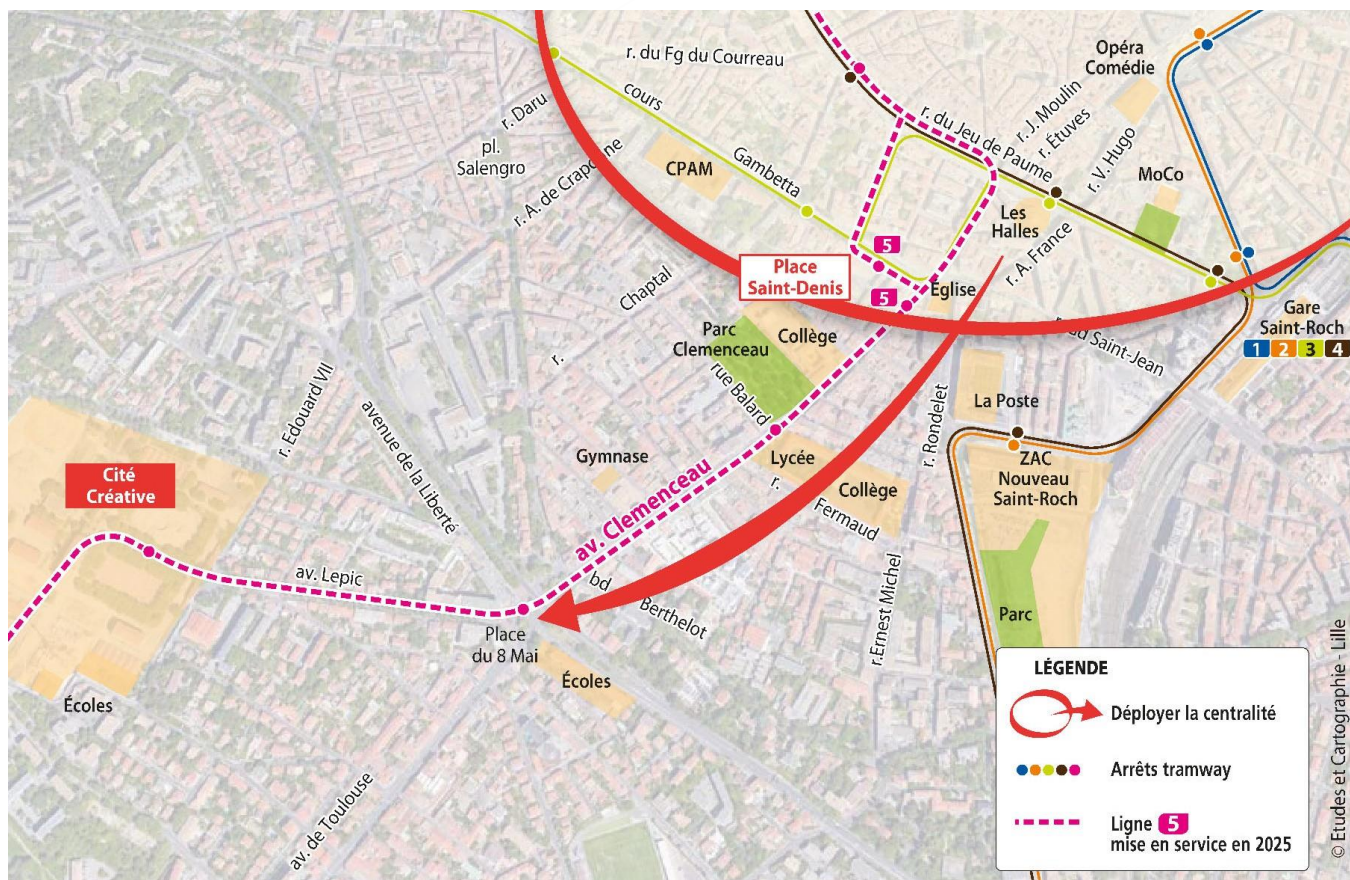 Opéra
Comédie
r. du Fg du Courreau
cours
r. Daru
r. du Jeu de Paume
r. J. Moulin
r. Étuves
r. V. Hugo
pl.
Salengro
r. A. de Craponne
CPAM
Gambetta
MoCo
Les
Halles
r. A. France
5
Place
Saint-Denis
5
Église
Chaptal
r.
Parc
Clemenceau
Collège
rue Balard
Gare
Saint-Roch
1 2 3 4
Saint-Jean
La Poste
r. Rondelet
r. Edouard VII
avenue de la Liberté
Gymnase
Lycée
r.
Fermaud
Collège
ZAC
Nouveau
Saint-Roch
Cité
Créative
av. Clemenceau
av. Lepic
bd
Berthelot
r.Ernest Michel
Parc
Place
du 8 Mai
Écoles
Écoles
av. de Toulouse
LÉGENDE
Déployer la centralité
Arrêts tramway
Ligne 5
mise en service en 2025
© Etudes et Cartographie - Lille